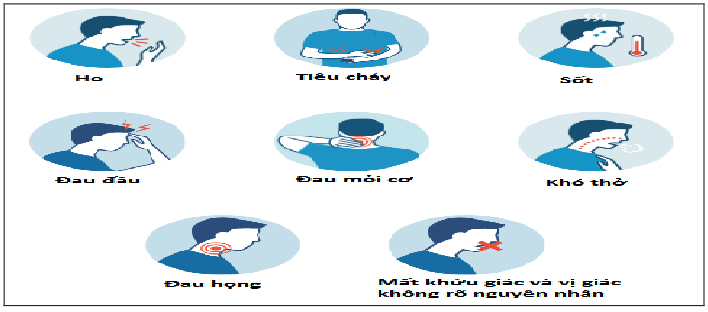 Ho
Tiêu chảy
Sốt
Đau đầu
Đau mỏi cơ
Khó thở
Đau họng
Mất khứu giác và vị giác
không rõ nguyên nhân